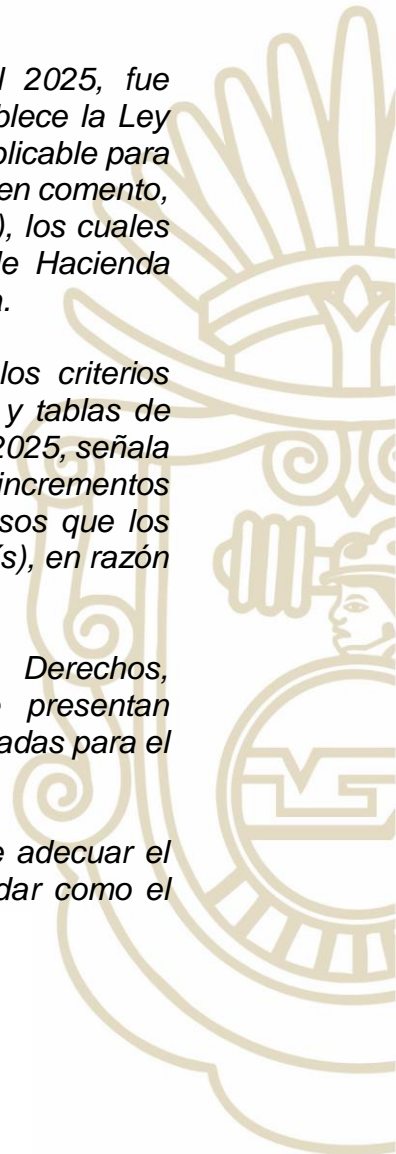 l 2025, fue
blece la Ley
plicable para
en comento,
), los cuales
de Hacienda
a.
los criterios
y tablas de
2025, señala
incrementos
sos que los
s), en razón
Derechos,
presentan
adas para el
e adecuar el
dar como el